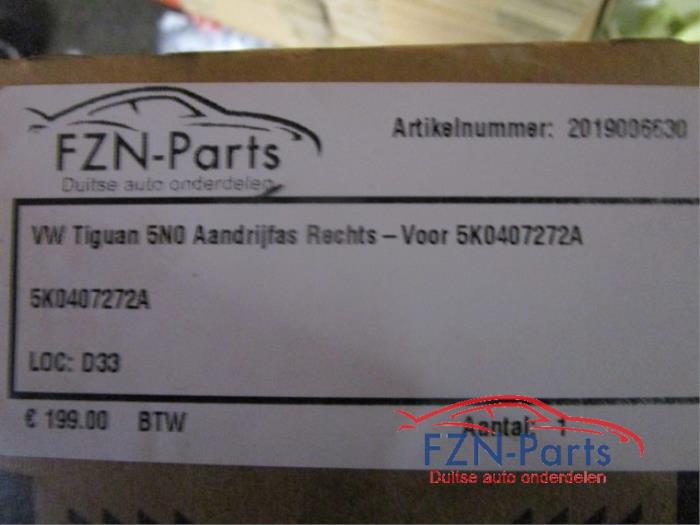 FZN-Parts
Duitse auto onderdelen
Artikelnummer: 2019006630
VW Tiguan 5N0 Aandrijfas Rechts – Voor 5K0407272A
5K0407272A
LOC: D33
€ 199.00 BTW
Aantal: 1
FZN-Parts
Duitse auto onderdelen